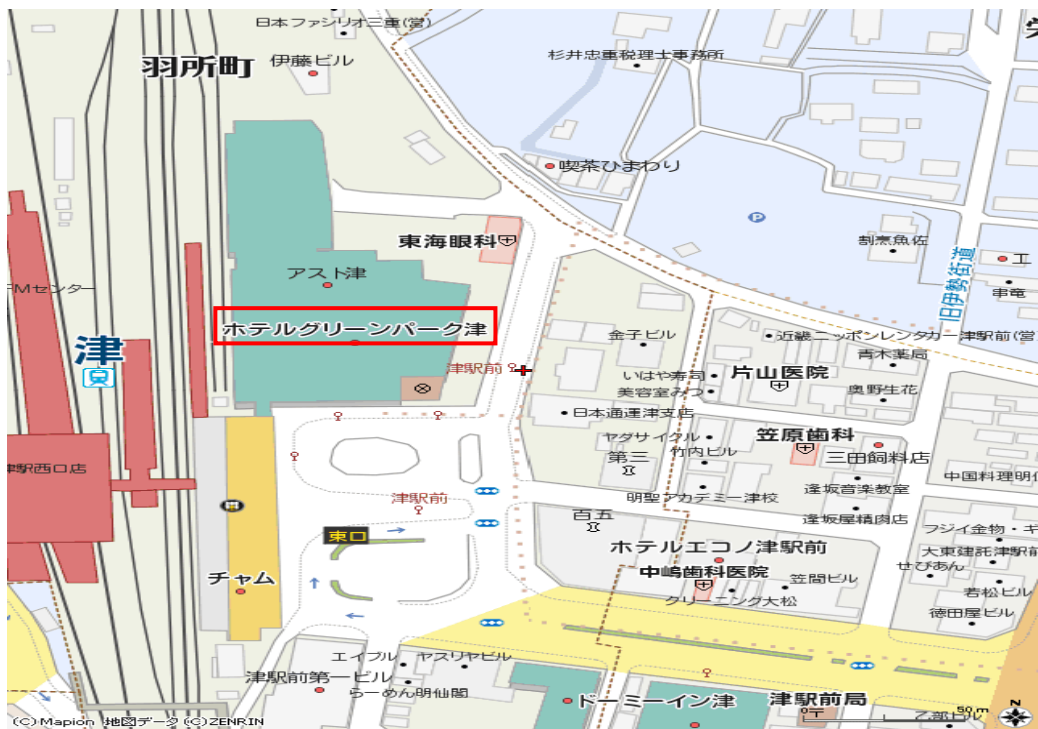 日本ファシリオ三重(営)
羽所町
伊藤ビル
杉井忠重税理士事務所
喫茶ひまわり
東海眼科
割烹魚佐
旧伊勢街道
工
串竜
アスト津
FMセンター
ホテルグリーンパーク津
津
金子ビル
近畿ニッポンレンタカー津駅前(営)
青木薬局
津駅前
いはや寿司
片山医院
美容室みつ
奥野生花
日本通運津支店
ヤダサイクル
笠原歯科
第三
竹内ビル
三田飼料店
津駅西口店
中国料理明
津駅前
明聖アカデミー津校
逢坂音楽教室
百五
逢坂屋精肉店
フジイ金物・ギ
東口
ホテルエコノ津駅前
大東建託津駅前
チャム
中嶋歯科医院
笠間ビル
せぴあん
クリーニング大松
若松ビル
徳田屋ビル
エイブル
ヤスリヤビル
津駅前第一ビル
らーめん明仙閣
ドーミーイン津
津駅前局
乙部ビル
0
50m
N
(C)Mapion 地図データ(C)ZENRIN